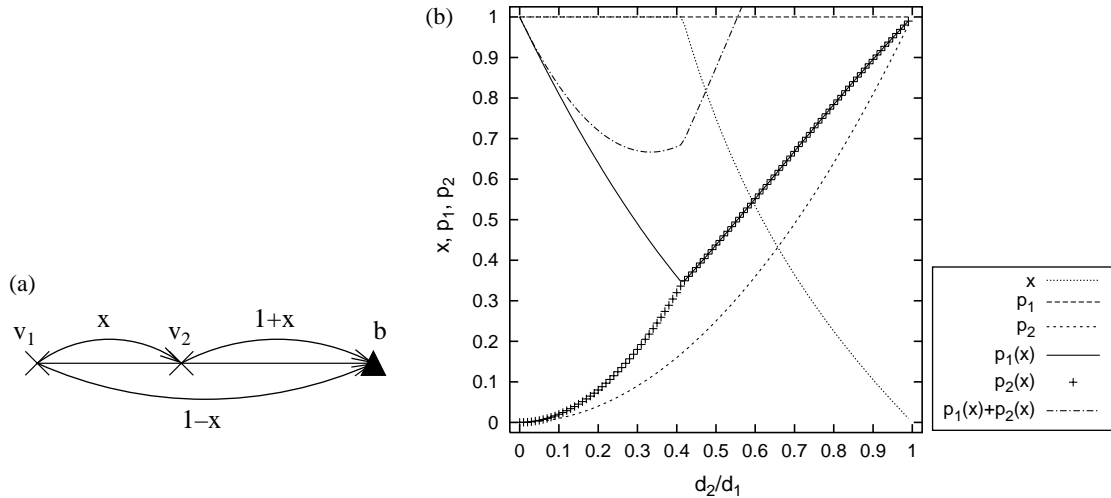 (a)
x
1+x
v1
v2
b
1–x
(b)
x, p1, p2
1
0.9
0.8
0.7
0.6
0.5
0.4
0.3
0.2
0.1
0
0 0.1 0.2 0.3 0.4 0.5 0.6 0.7 0.8 0.9 1
d2/d1
x
p1
p2
p1(x)
p2(x)
p1(x)+p2(x)